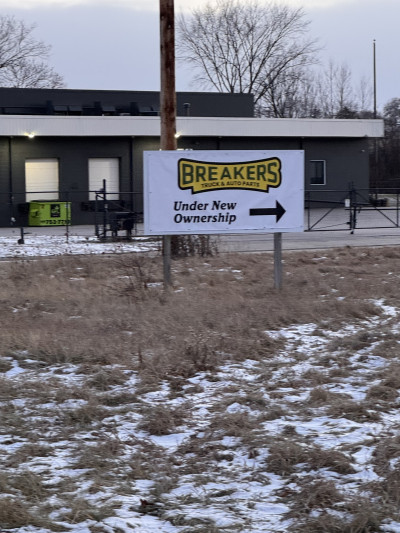 BREAKERS
TRUCK & AUTO PARTS
Under New
Ownership